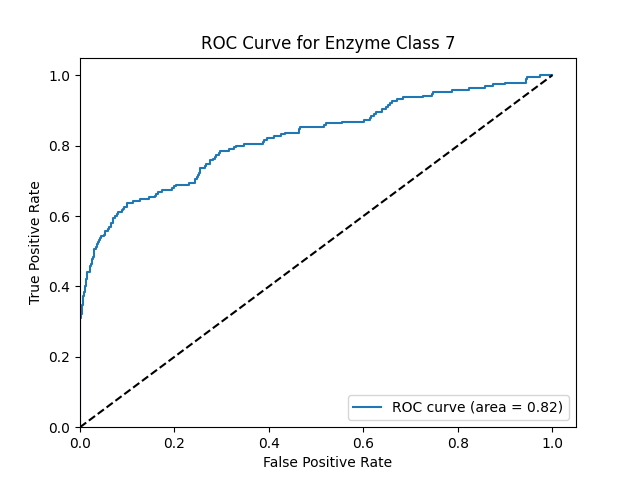 ROC Curve for Enzyme Class 7
True Positive Rate
1.0
0.8
0.6
0.4
0.2
0.0
0.0 0.2 0.4 0.6 0.8 1.0
False Positive Rate
ROC curve (area = 0.82)